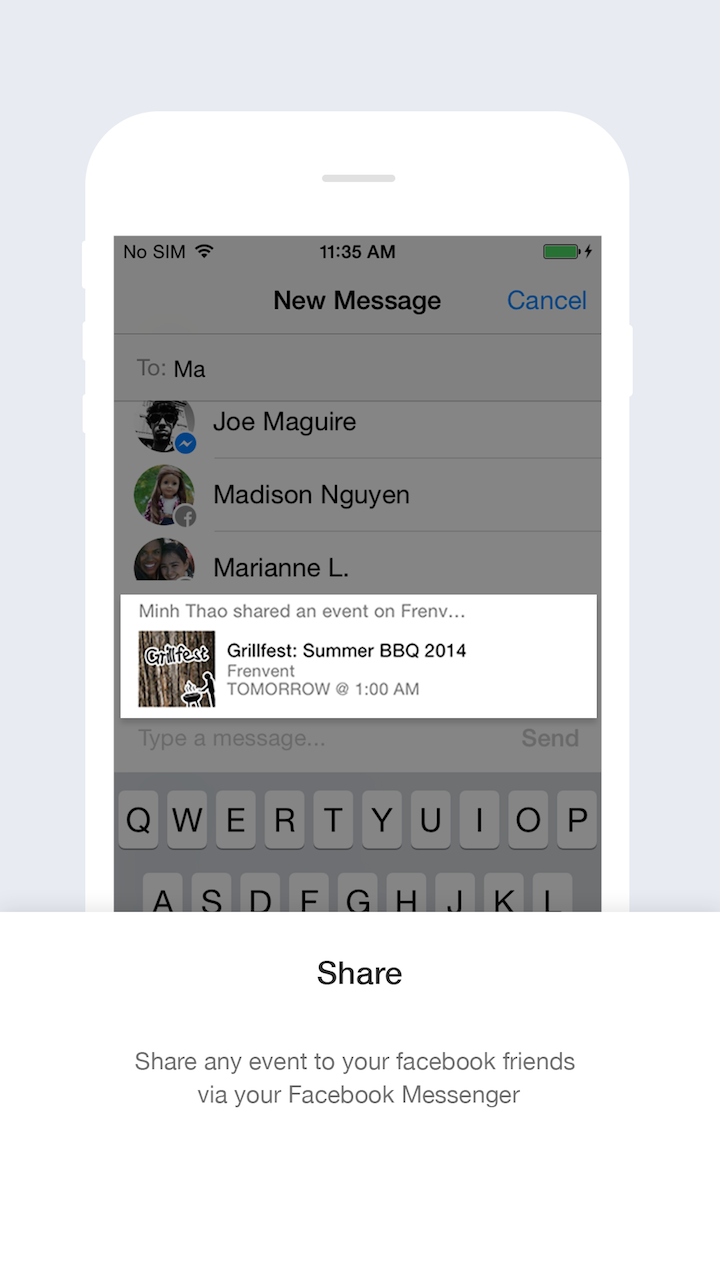 No SIM 11:35 AM
New Message Cancel
To: Ma
Joe Maguire
Madison Nguyen
Marianne L.
Minh Thao shared an event on Frenv...
Grillfest
Grillfest: Summer BBQ 2014
Frenvent
TOMORROW @ 1:00 AM
Type a message... Send
Q W E R T Y U I O P
A S D F G H J K L
Share
Share any event to your facebook friends
via your Facebook Messenger